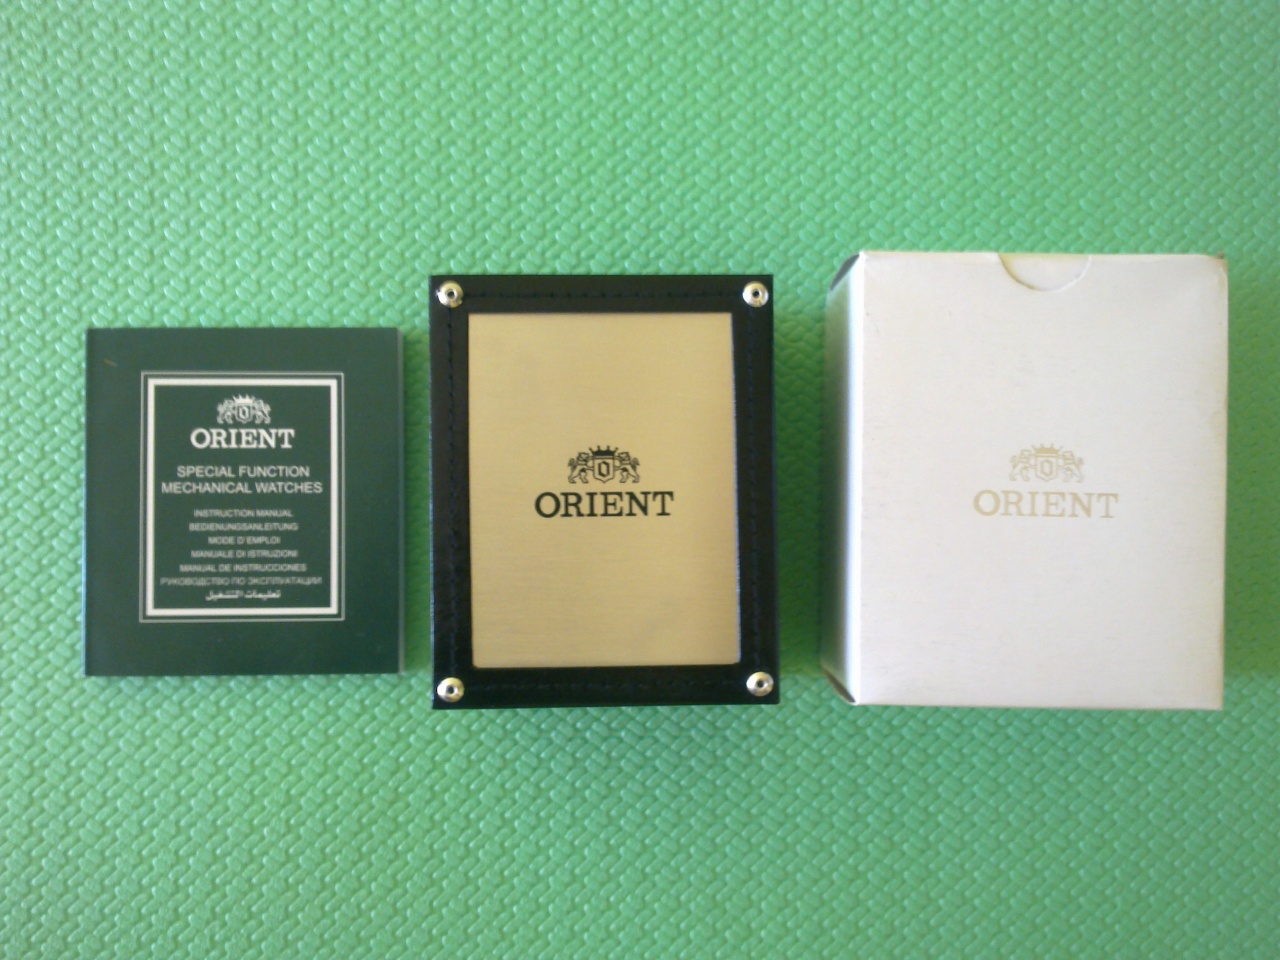 ORIENT
SPECIAL FUNCTION
MECHANICAL WATCHES
INSTRUCTION MANUAL
BEDIENUNGSANLEITUNG
MODE D'EMPLOI
MANUALE DI ISTRUZIONI
MANUAL DE INSTRUCCIONES
РУКОВОДСТВО ПО ЭКСПЛУАТАЦИИ
تعليمات التشغيل
ORIENT
ORIENT